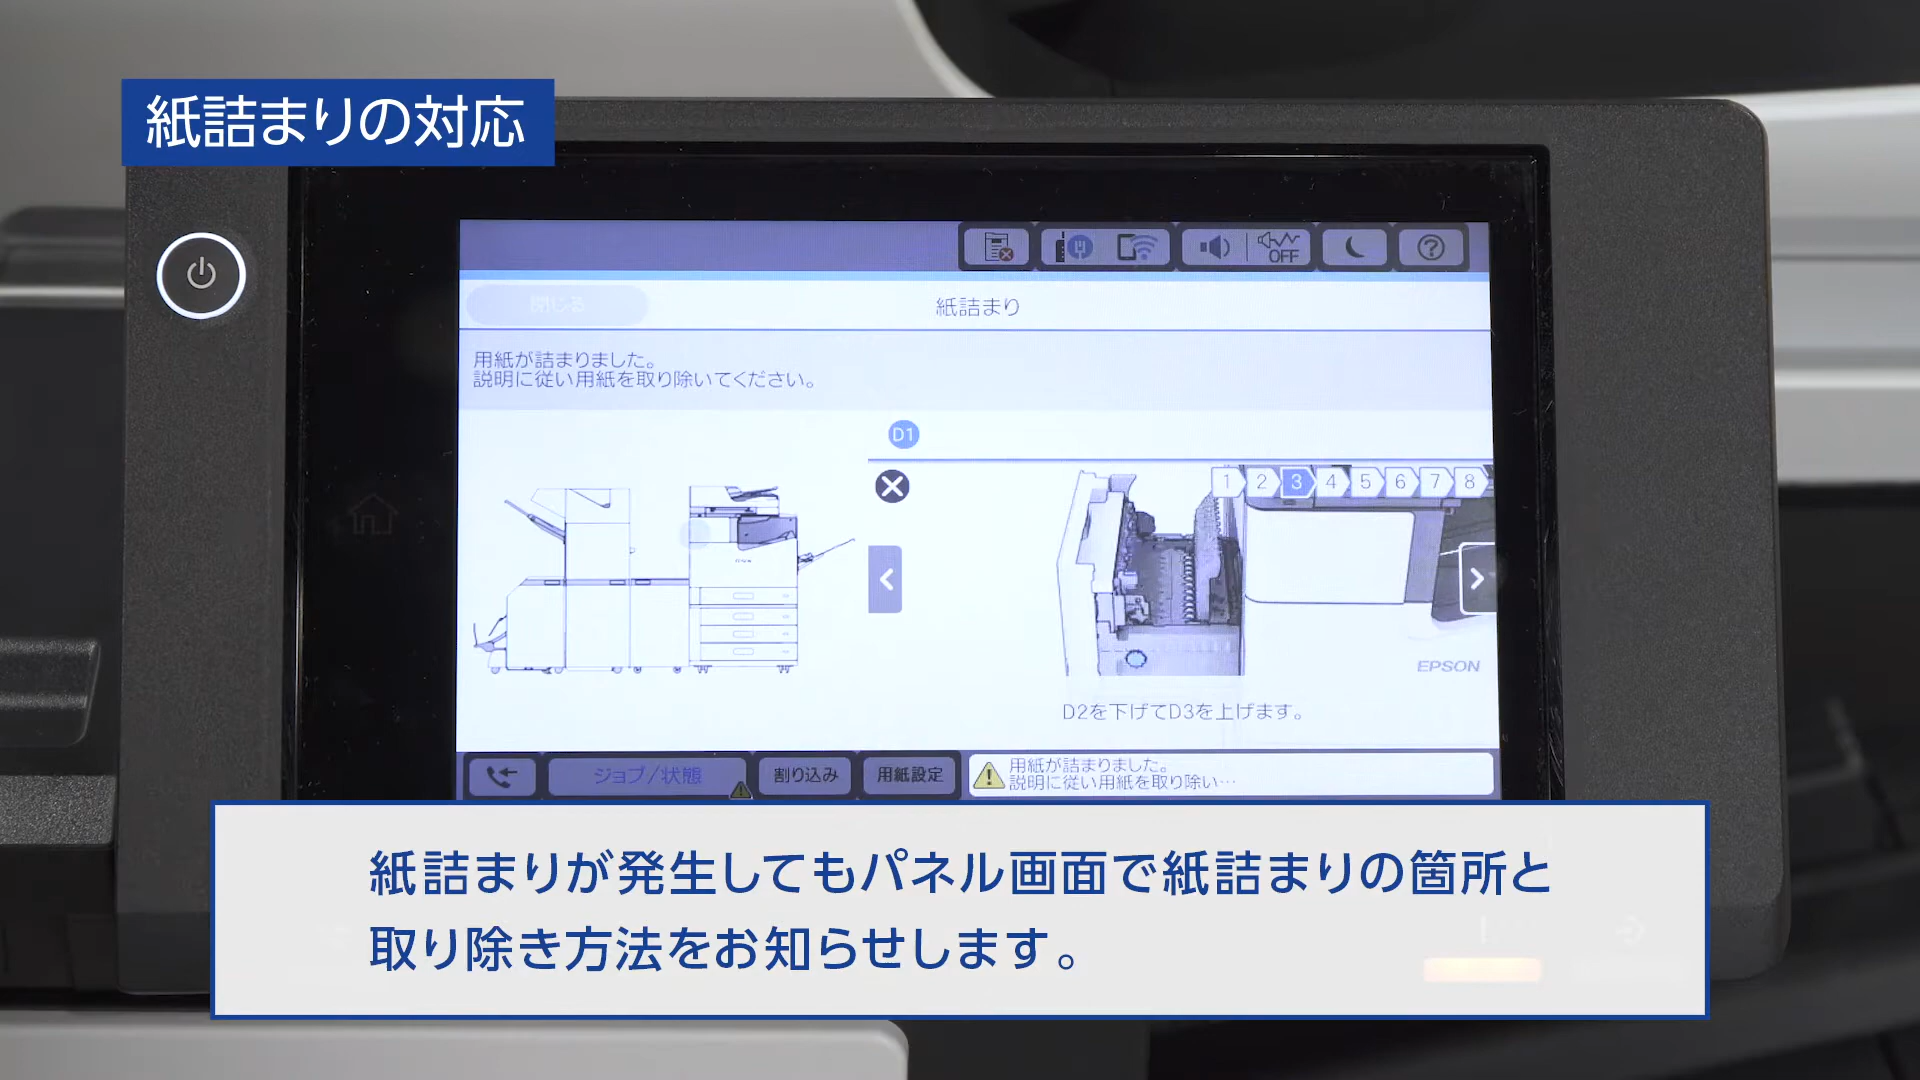 紙詰まりの対応
OFF
閉じる
紙詰まり
用紙が詰まりました。
説明に従い用紙を取り除いてください。
D1
1 2 3 4 5 6 7 8
EPSON
D2を下げてD3を上げます。
ジョブ/状態
割り込み
用紙設定
用紙が詰まりました。
説明に従い用紙を取り除い…
紙詰まりが発生してもパネル画面で紙詰まりの箇所と
取り除き方法をお知らせします。